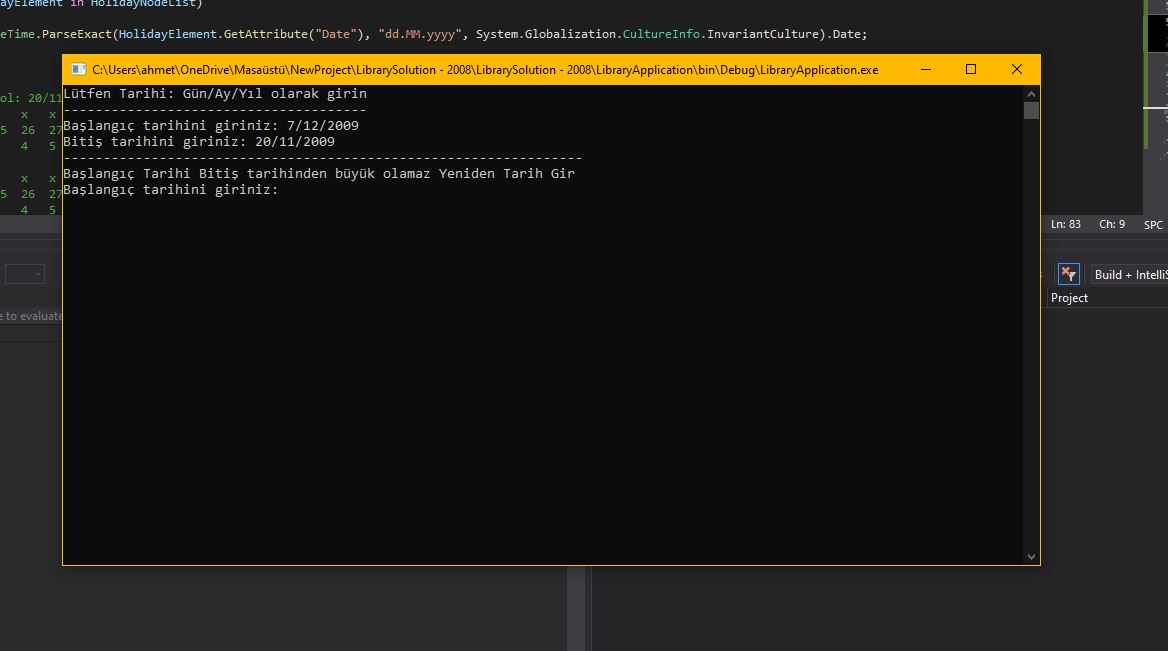 ayElement in HolidayNodeList)
eTime.ParseExact(HolidayElement.GetAttribute("Date"), "dd.MM.yyyy", System.Globalization.CultureInfo.InvariantCulture).Date;
C:\Users\ahmet\OneDrive\Masaüstü\NewProject\LibrarySolution - 2008\LibrarySolution - 2008\LibraryApplication\bin\Debug\LibraryApplication.exe
Lütfen Tarihi: Gün/Ay/Yıl olarak girin
--------------------------------------
Başlangıç tarihini giriniz: 7/12/2009
Bitiş tarihini giriniz: 20/11/2009
-----------------------------------------------------------------
Başlangıç Tarihi Bitiş tarihinden büyük olamaz Yeniden Tarih Gir
Başlangıç tarihini giriniz:
ol: 20/11
x x
5 26 27
4 5
x x
5 26 27
4 5
Ln: 83 Ch: 9 SPC
Build + IntelliS
Project
e to evaluate